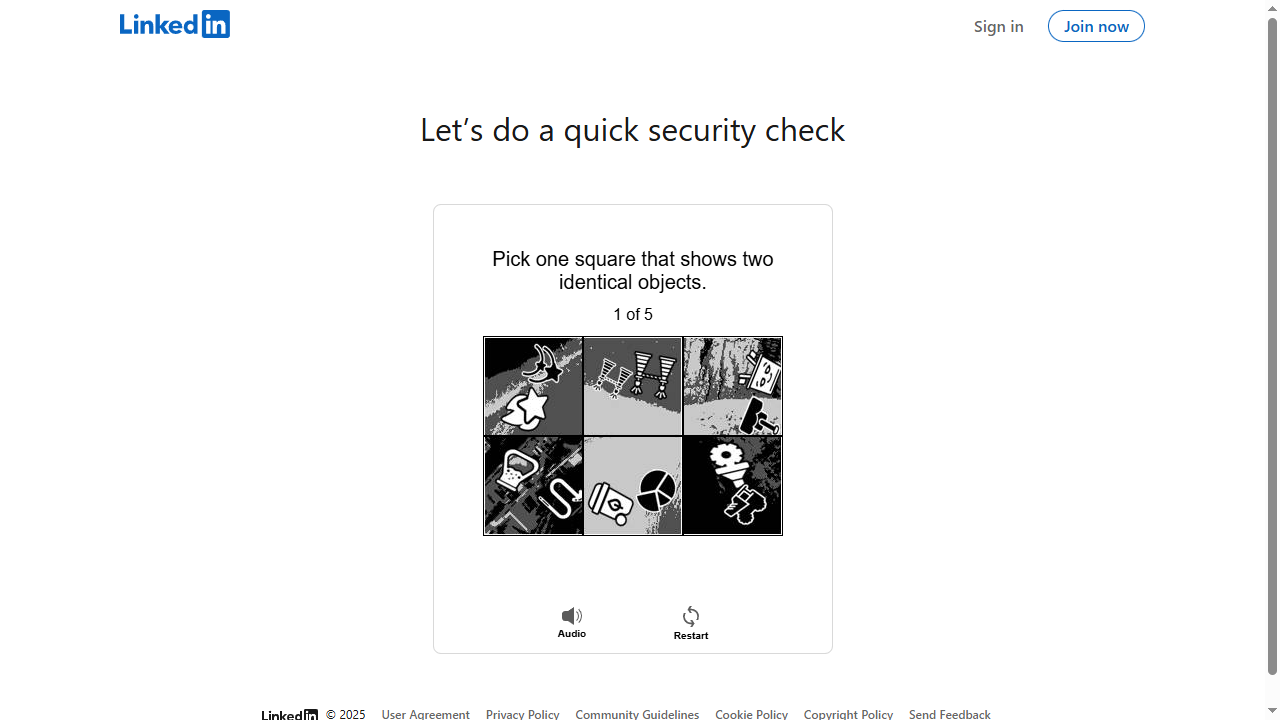 LinkedIn
Sign in
Join now
Let’s do a quick security check
Pick one square that shows two
identical objects.
1 of 5
Audio
Restart
LinkedIn © 2025 User Agreement Privacy Policy Community Guidelines Cookie Policy Copyright Policy Send Feedback